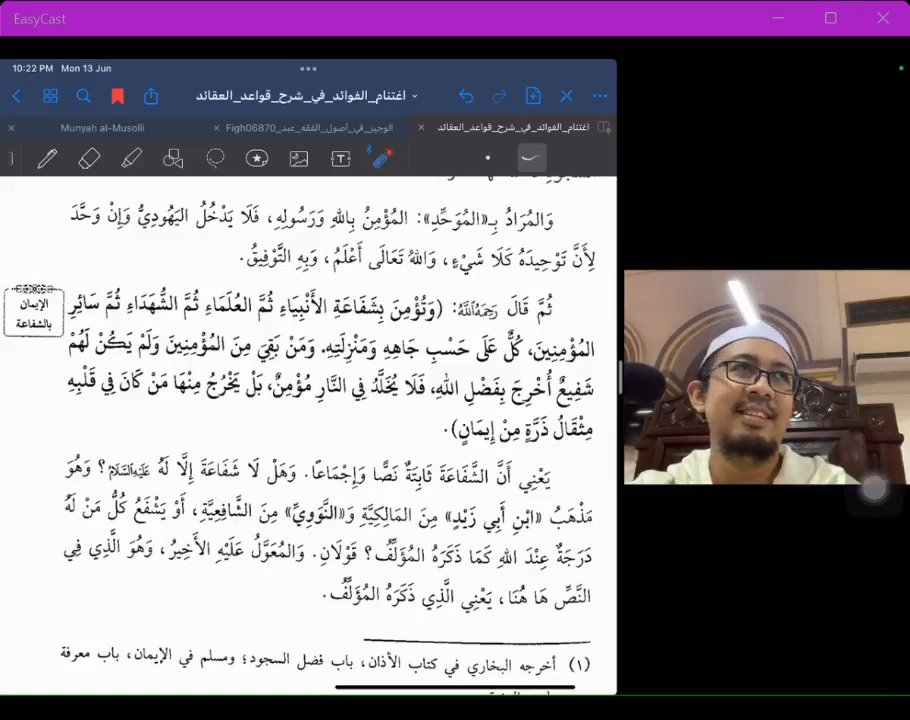 EasyCast
10:22 PM Mon 13 Jun
اغتنام_الفوائد_في_شرح_قواعد_العقائد
Munyah al-Musolli
الوجيز_في_أصول_الفقه_عبد_Figh06870
اغتنام_الفوائد_في_شرح_قواعد_العقائد
وَالمُرَادُ بِـ«المُوَحِّدِ»: المُؤْمِنُ بِاللهِ وَرَسُولِهِ، فَلَا يَدْخُلُ اليَهُودِيُّ وَإِنْ وَحَّدَ
لِأَنَّ تَوْحِيدَهُ كَلَا شَيْءٍ، وَاللهُ تَعَالَى أَعْلَمُ، وَبِهِ التَّوْفِيقُ.
ثُمَّ قَالَ رَحِمَهُ اللَّهُ: (وَتُؤْمِنَ بِشَفَاعَةِ الأَنْبِيَاءِ ثُمَّ العُلَمَاءِ ثُمَّ الشُّهَدَاءِ ثُمَّ سَائِرِ
الإيمان
بالشفاعة
المُؤْمِنِينَ، كُلٌّ عَلَى حَسْبِ جَاهِهِ وَمَنْزِلَتِهِ. وَمَنْ بَقِيَ مِنَ المُؤْمِنِينَ وَلَمْ يَكُنْ لَهُمْ
شَفِيعٌ أُخْرِجَ بِفَضْلِ اللهِ، فَلَا يُخَلَّدُ فِي النَّارِ مُؤْمِنٌ، بَلْ يَخْرُجُ مِنْهَا مَنْ كَانَ فِي قَلْبِهِ
مِثْقَالُ ذَرَّةٍ مِنْ إِيمَانٍ).
يَعْنِي أَنَّ الشَّفَاعَةَ ثَابِتَةٌ نَصًّا وَإِجْمَاعًا. وَهَلْ لَا شَفَاعَةَ إِلَّا لَهُ عَلَيْهِ السَّلَامُ؟ وَهُوَ
مَذْهَبُ «ابْنِ أَبِي زَيْدٍ» مِنَ المَالِكِيَّةِ وَ«النَّوَوِيِّ» مِنَ الشَّافِعِيَّةِ، أَوْ يَشْفَعُ كُلُّ مَنْ لَهُ
دَرَجَةٌ عِنْدَ اللهِ كَمَا ذَكَرَهُ المُؤَلِّفُ؟ قَوْلَانِ. وَالمُعَوَّلُ عَلَيْهِ الأَخِيرُ، وَهُوَ الَّذِي فِي
النَّصِّ هَا هُنَا، يَعْنِي الَّذِي ذَكَرَهُ المُؤَلِّفُ.
(١) أخرجه البخاري في كتاب الأذان، باب فضل السجود؛ ومسلم في الإيمان، باب معرفة